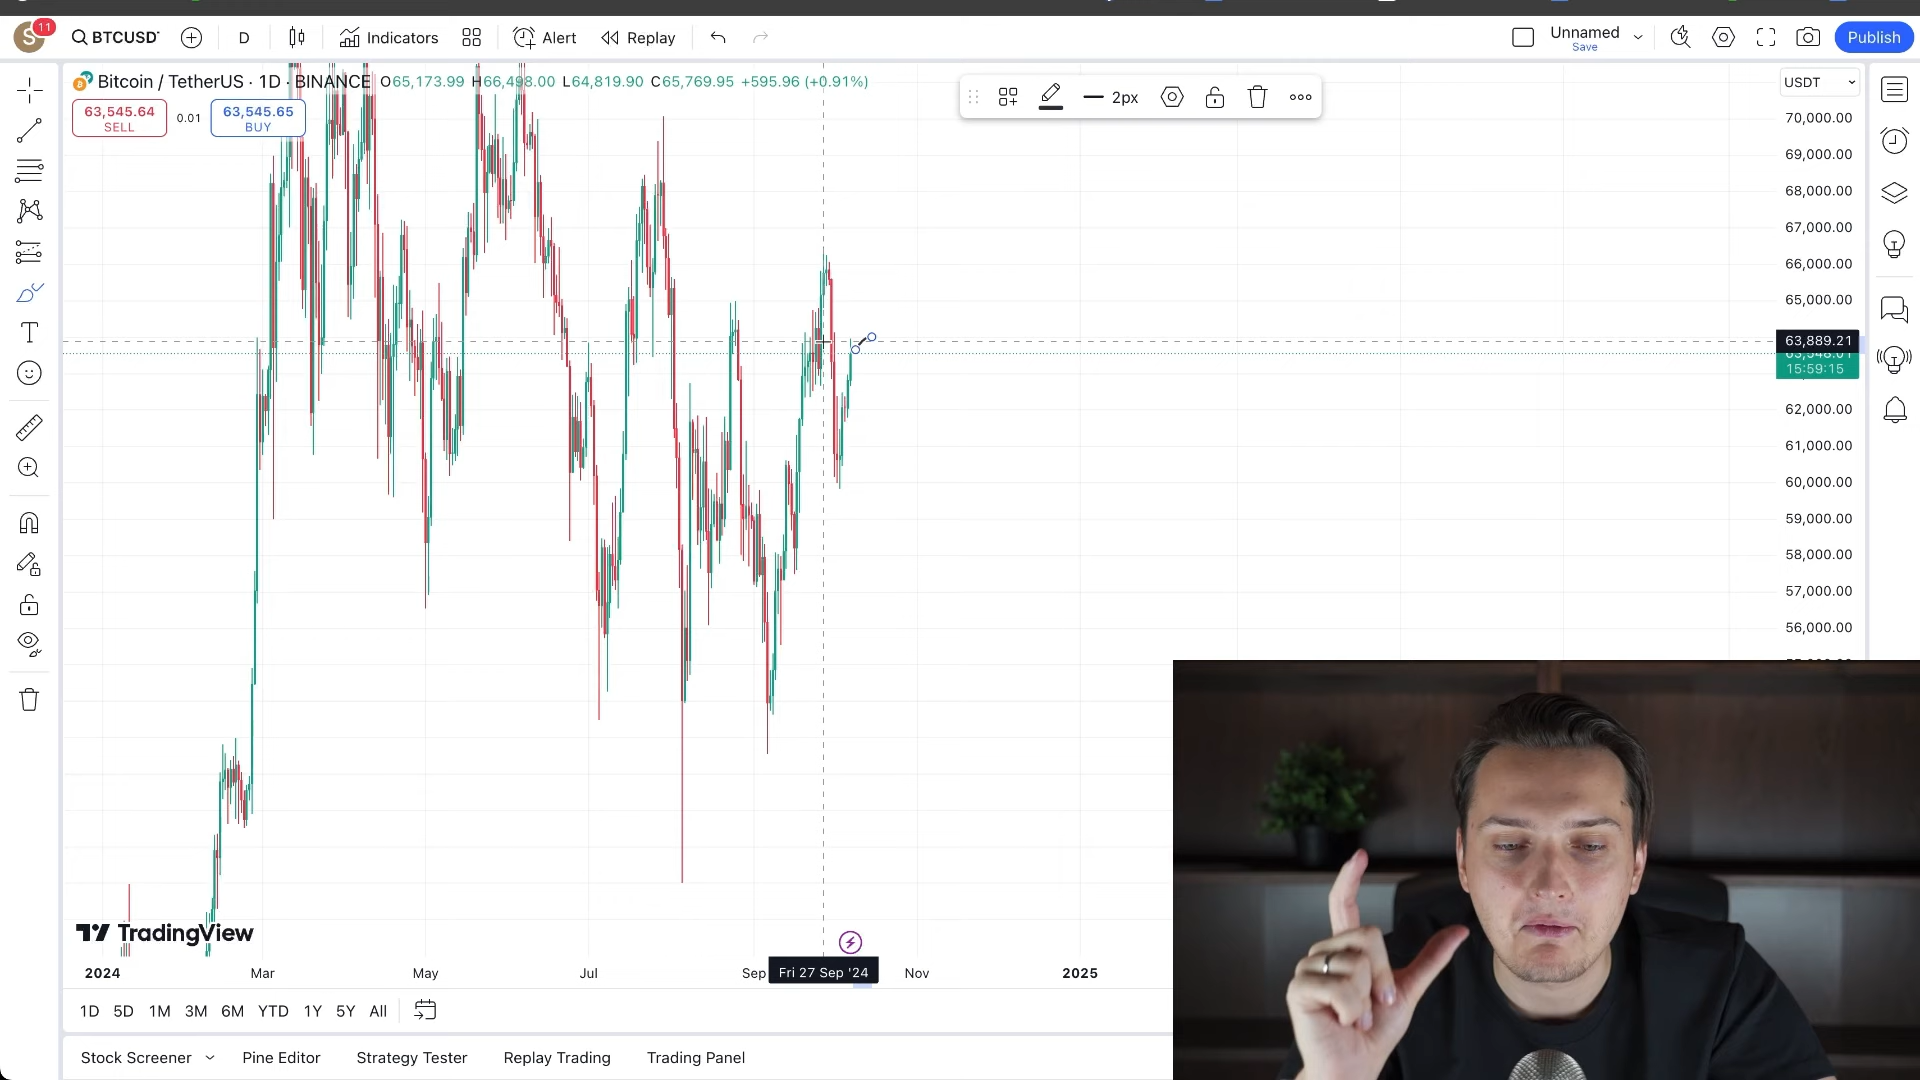 S 11 BTCUSD D Indicators Alert Replay Unnamed Save Publish
Bitcoin / TetherUS · 1D · BINANCE O65,173.99 H66,498.00 L64,819.90 C65,769.95 +595.96 (+0.91%)
USDT
63,545.64 SELL 0.01 63,545.65 BUY
2px
70,000.00
69,000.00
68,000.00
67,000.00
66,000.00
65,000.00
63,889.21
15:59:15
62,000.00
61,000.00
60,000.00
59,000.00
58,000.00
57,000.00
56,000.00
TradingView
2024 Mar May Jul Sep Fri 27 Sep '24 Nov 2025
1D 5D 1M 3M 6M YTD 1Y 5Y All
Stock Screener Pine Editor Strategy Tester Replay Trading Trading Panel